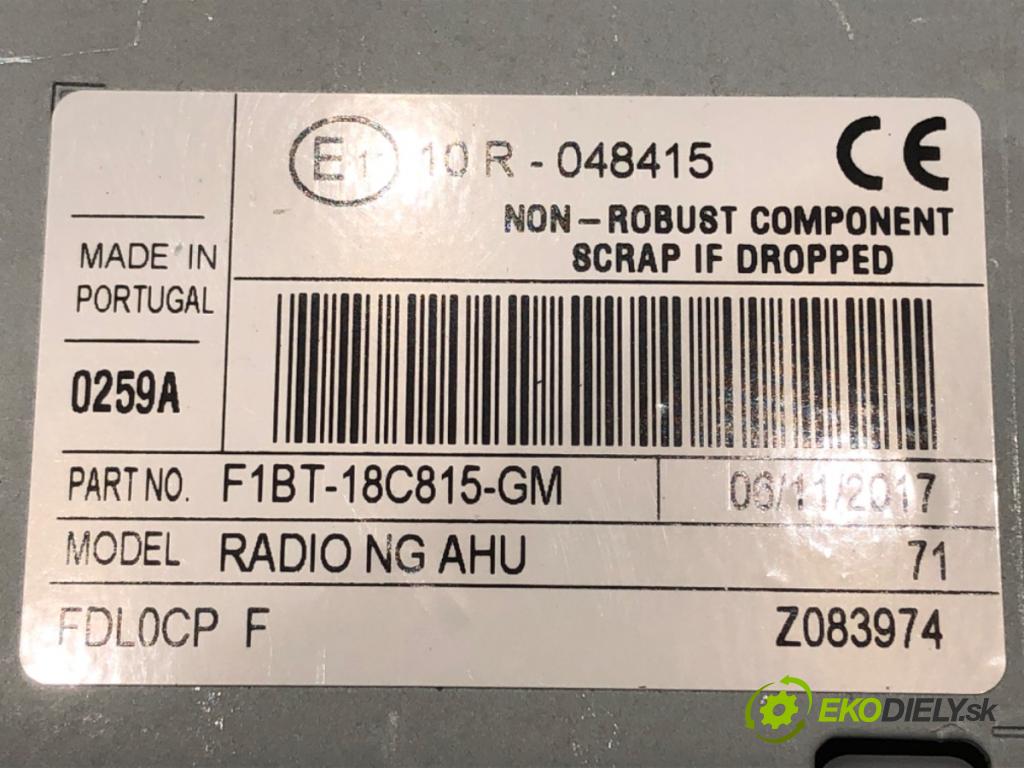 E1 10 R - 048415 CE
NON-ROBUST COMPONENT
SCRAP IF DROPPED
MADE IN
PORTUGAL
0259A
PART NO. F1BT-18C815-GM 06/11/2017
MODEL RADIO NG AHU 71
FDL0CP F Z083974
EKODIELY.sk